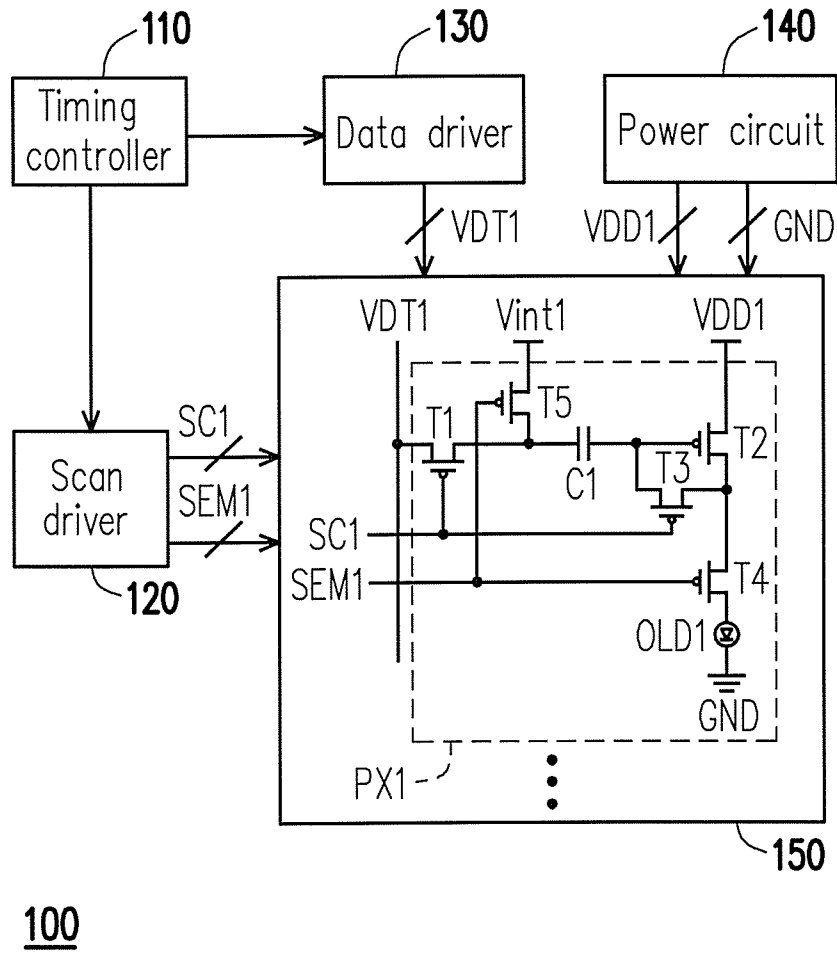 110
130
140
Timing
controller
Data driver
Power circuit
VDT1
VDD1
GND
VDT1
Vint1
VDD1
T1
T5
T2
C1
T3
SC1
SEM1
Scan
driver
120
SC1
SEM1
T4
OLD1
GND
PX1
150
100